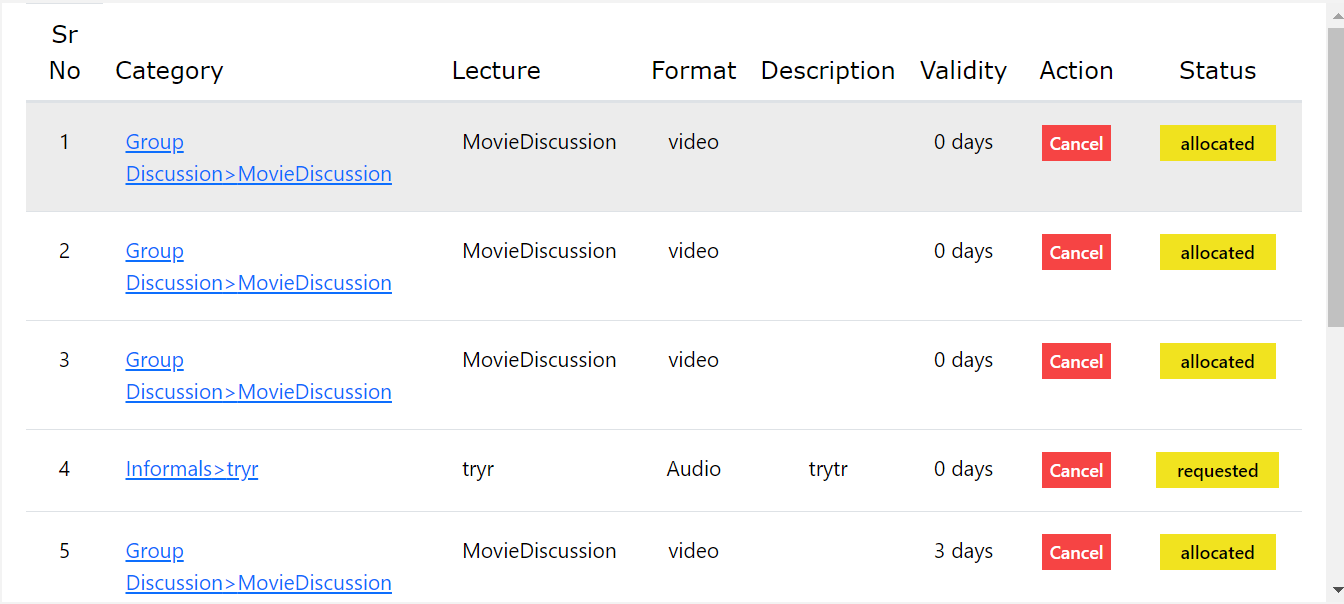 Sr
No Category Lecture Format Description Validity Action Status
1 Group MovieDiscussion video 0 days Cancel allocated
Discussion>MovieDiscussion
2 Group MovieDiscussion video 0 days Cancel allocated
Discussion>MovieDiscussion
3 Group MovieDiscussion video 0 days Cancel allocated
Discussion>MovieDiscussion
4 Informals>tryr tryr Audio trytr 0 days Cancel requested
5 Group MovieDiscussion video 3 days Cancel allocated
Discussion>MovieDiscussion